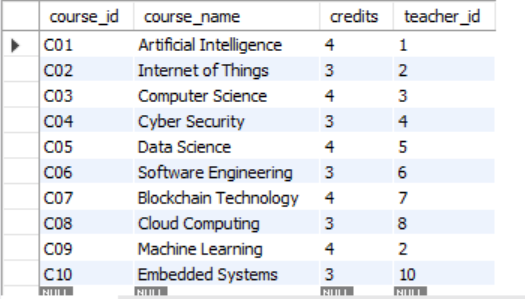 course_id course_name credits teacher_id
C01 Artificial Intelligence 4 1
C02 Internet of Things 3 2
C03 Computer Science 4 3
C04 Cyber Security 3 4
C05 Data Science 4 5
C06 Software Engineering 3 6
C07 Blockchain Technology 4 7
C08 Cloud Computing 3 8
C09 Machine Learning 4 2
C10 Embedded Systems 3 10
NULL NULL NULL NULL